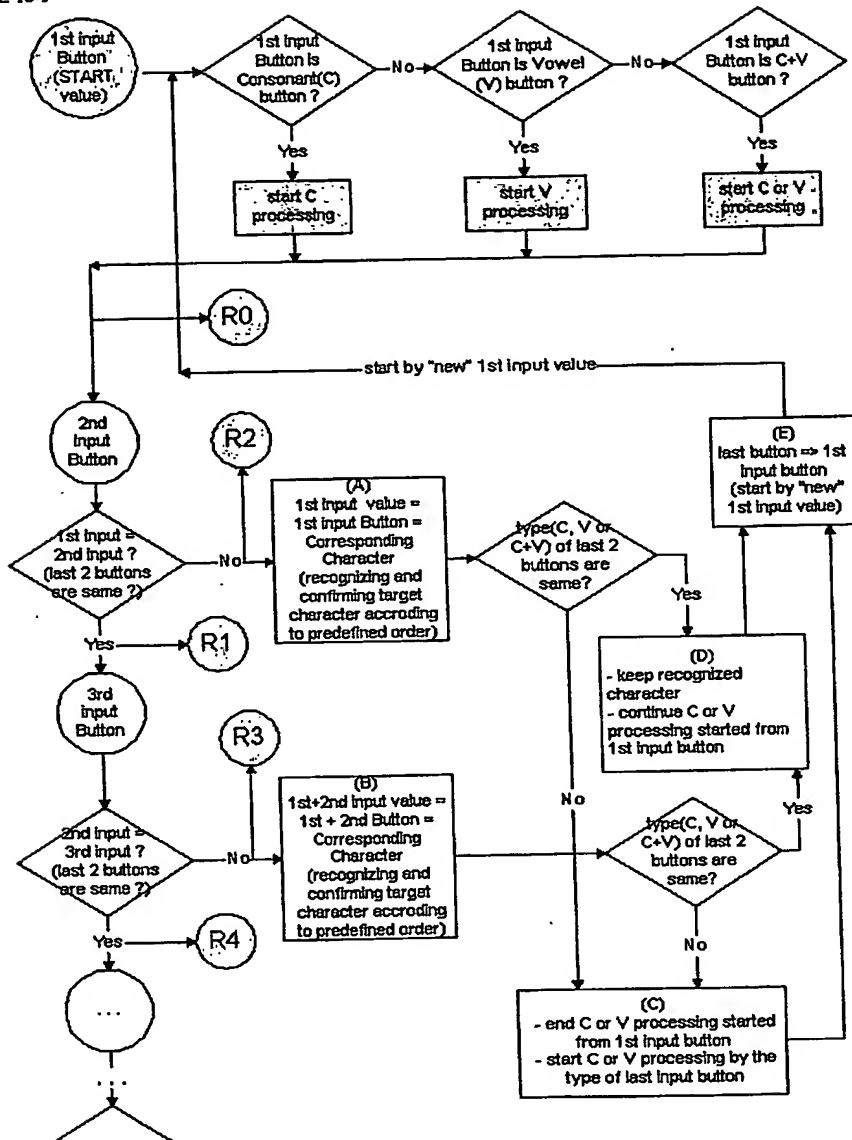 1st input
Button
(START
value)
1st input
Button is
Consonant(C)
button ?
No
1st input
Button is Vowel
(V) button ?
No
1st input
Button is C+V
button ?
Yes
Yes
Yes
start C
processing
start V
processing
start C or V
processing
R0
start by "new" 1st input value
2nd
Input
Button
R2
(A)
1st input value =
1st input Button =
Corresponding
Character
(recognizing and
confirming target
character accroding
to predefined order)
type(C, V or
C+V) of last 2
buttons are
same?
(E)
last button => 1st
input button
(start by "new"
1st input value)
1st input =
2nd input ?
(last 2 buttons
are same ?)
No
Yes
Yes
R1
(D)
- keep recognized
character
- continue C or V
processing started from
1st input button
3rd
input
Button
R3
No
(B)
1st+2nd input value =
1st + 2nd Button =
Corresponding
Character
(recognizing and
confirming target
character accroding
to predefined order)
type(C, V or
C+V) of last 2
buttons are
same?
Yes
2nd input =
3rd input ?
(last 2 buttons
are same ?)
No
Yes
R4
No
...
(C)
- end C or V processing started
from 1st input button
- start C or V processing by the
type of last input button
...